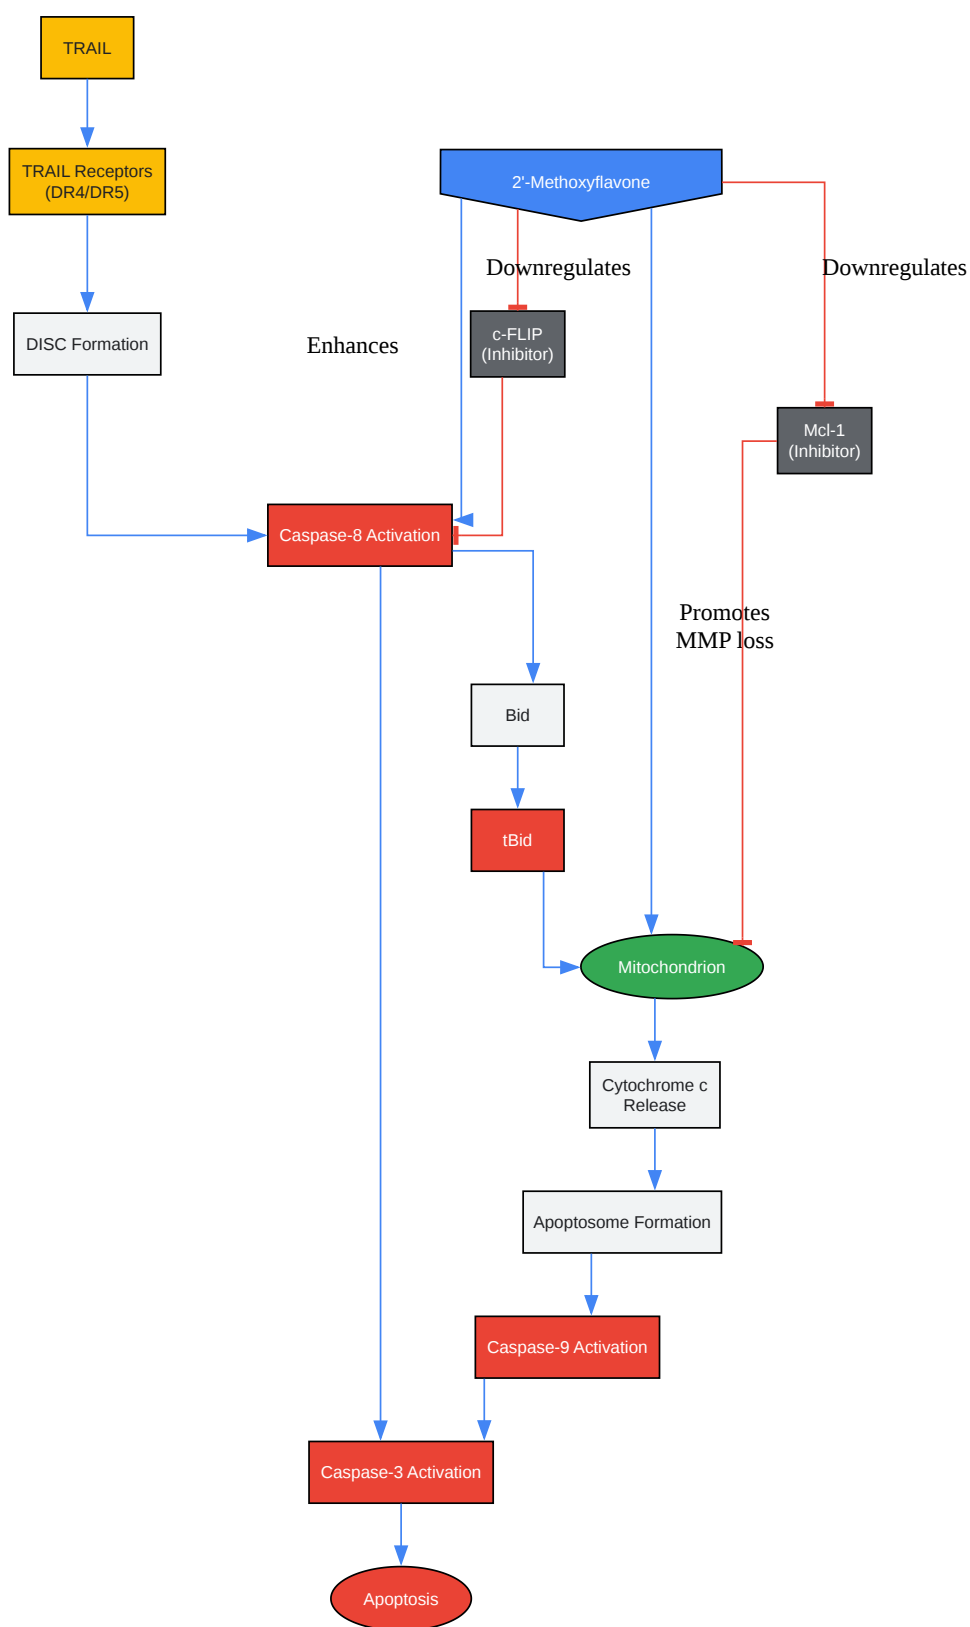 TRAIL
TRAIL Receptors
(DR4/DR5)
2'-Methoxyflavone
Downregulates
Downregulates
DISC Formation
Enhances
c-FLIP
(Inhibitor)
Mcl-1
(Inhibitor)
Caspase-8 Activation
Promotes
MMP loss
Bid
tBid
Mitochondrion
Cytochrome c
Release
Apoptosome Formation
Caspase-9 Activation
Caspase-3 Activation
Apoptosis